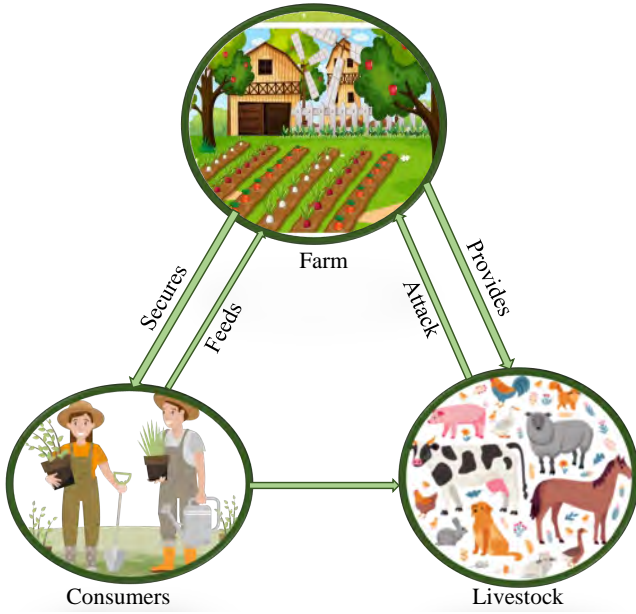 Farm
Secures
Feeds
Attack
Provides
Consumers
Livestock